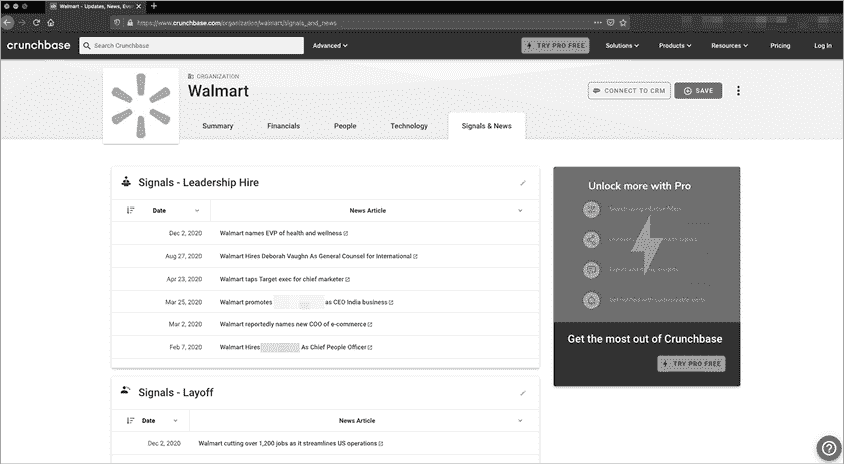 Walmart - Updates, News, Eve
https://www.crunchbase.com/organization/walmart/signals_and_news
crunchbase Search Crunchbase Advanced TRY PRO FREE Solutions Products Resources Pricing Log In
ORGANIZATION
Walmart
CONNECT TO CRM SAVE
Summary Financials People Technology Signals & News
Signals - Leadership Hire
Date News Article
Dec 2, 2020 Walmart names EVP of health and wellness
Aug 27, 2020 Walmart Hires Deborah Vaughn As General Counsel for International
Apr 23, 2020 Walmart taps Target exec for chief marketer
Mar 25, 2020 Walmart promotes as CEO India business
Mar 2, 2020 Walmart reportedly names new COO of e-commerce
Feb 7, 2020 Walmart Hires As Chief People Officer
Signals - Layoff
Date News Article
Dec 2, 2020 Walmart cutting over 1,200 jobs as it streamlines US operations
Unlock more with Pro
Get the most out of Crunchbase
TRY PRO FREE